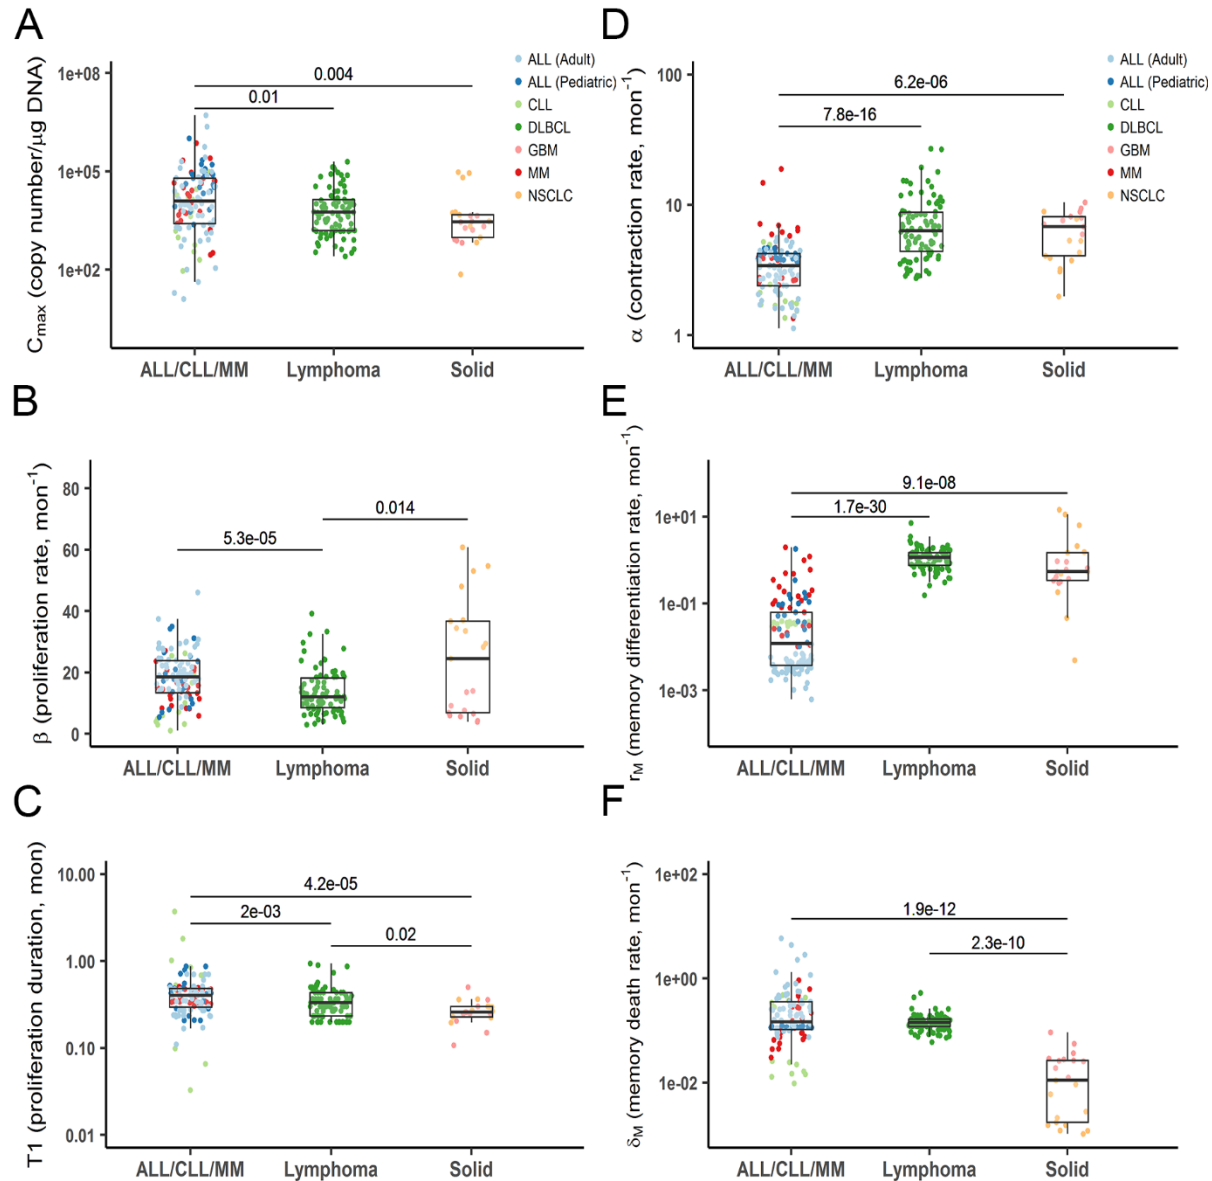 A
C_max (copy number/µg DNA)
1e+08
1e+05
1e+02
0.004
0.01
ALL (Adult)
ALL (Pediatric)
CLL
DLBCL
GBM
MM
NSCLC
ALL/CLL/MM Lymphoma Solid
B
β (proliferation rate, mon⁻¹)
80
60
40
20
0
0.014
5.3e-05
ALL/CLL/MM Lymphoma Solid
C
T1 (proliferation duration, mon)
10.00
1.00
0.10
0.01
4.2e-05
2e-03
0.02
ALL/CLL/MM Lymphoma Solid
D
α (contraction rate, mon⁻¹)
100
10
1
6.2e-06
7.8e-16
ALL (Adult)
ALL (Pediatric)
CLL
DLBCL
GBM
MM
NSCLC
ALL/CLL/MM Lymphoma Solid
E
r_M (memory differentiation rate, mon⁻¹)
1e+01
1e-01
1e-03
9.1e-08
1.7e-30
ALL/CLL/MM Lymphoma Solid
F
δ_M (memory death rate, mon⁻¹)
1e+02
1e+00
1e-02
1.9e-12
2.3e-10
ALL/CLL/MM Lymphoma Solid